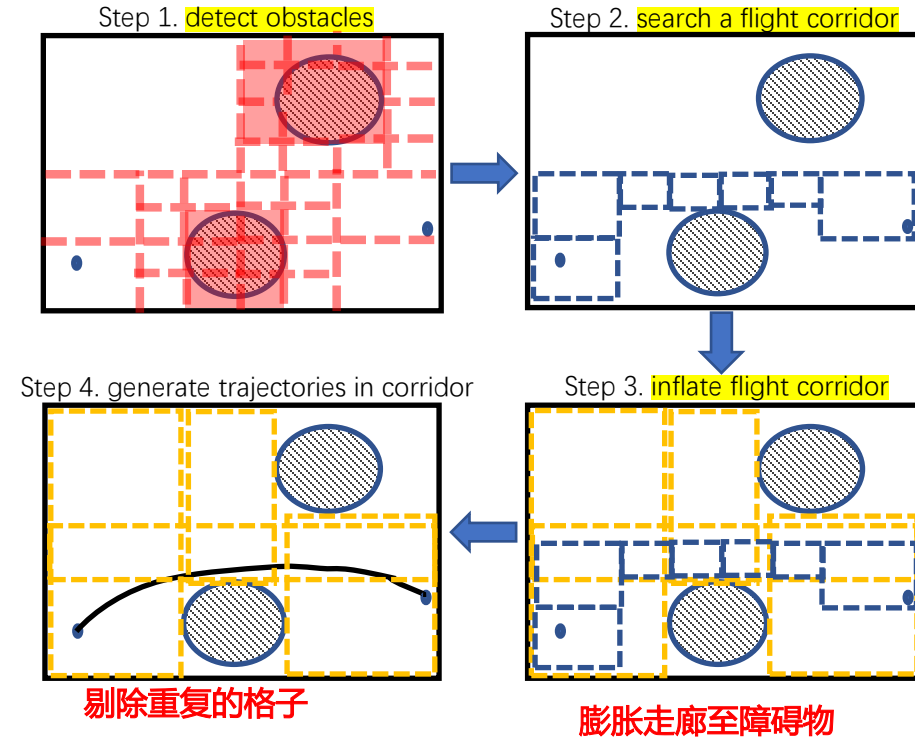 Step 1. detect obstacles
Step 2. search a flight corridor
Step 4. generate trajectories in corridor
Step 3. inflate flight corridor
剔除重复的格子
膨胀走廊至障碍物